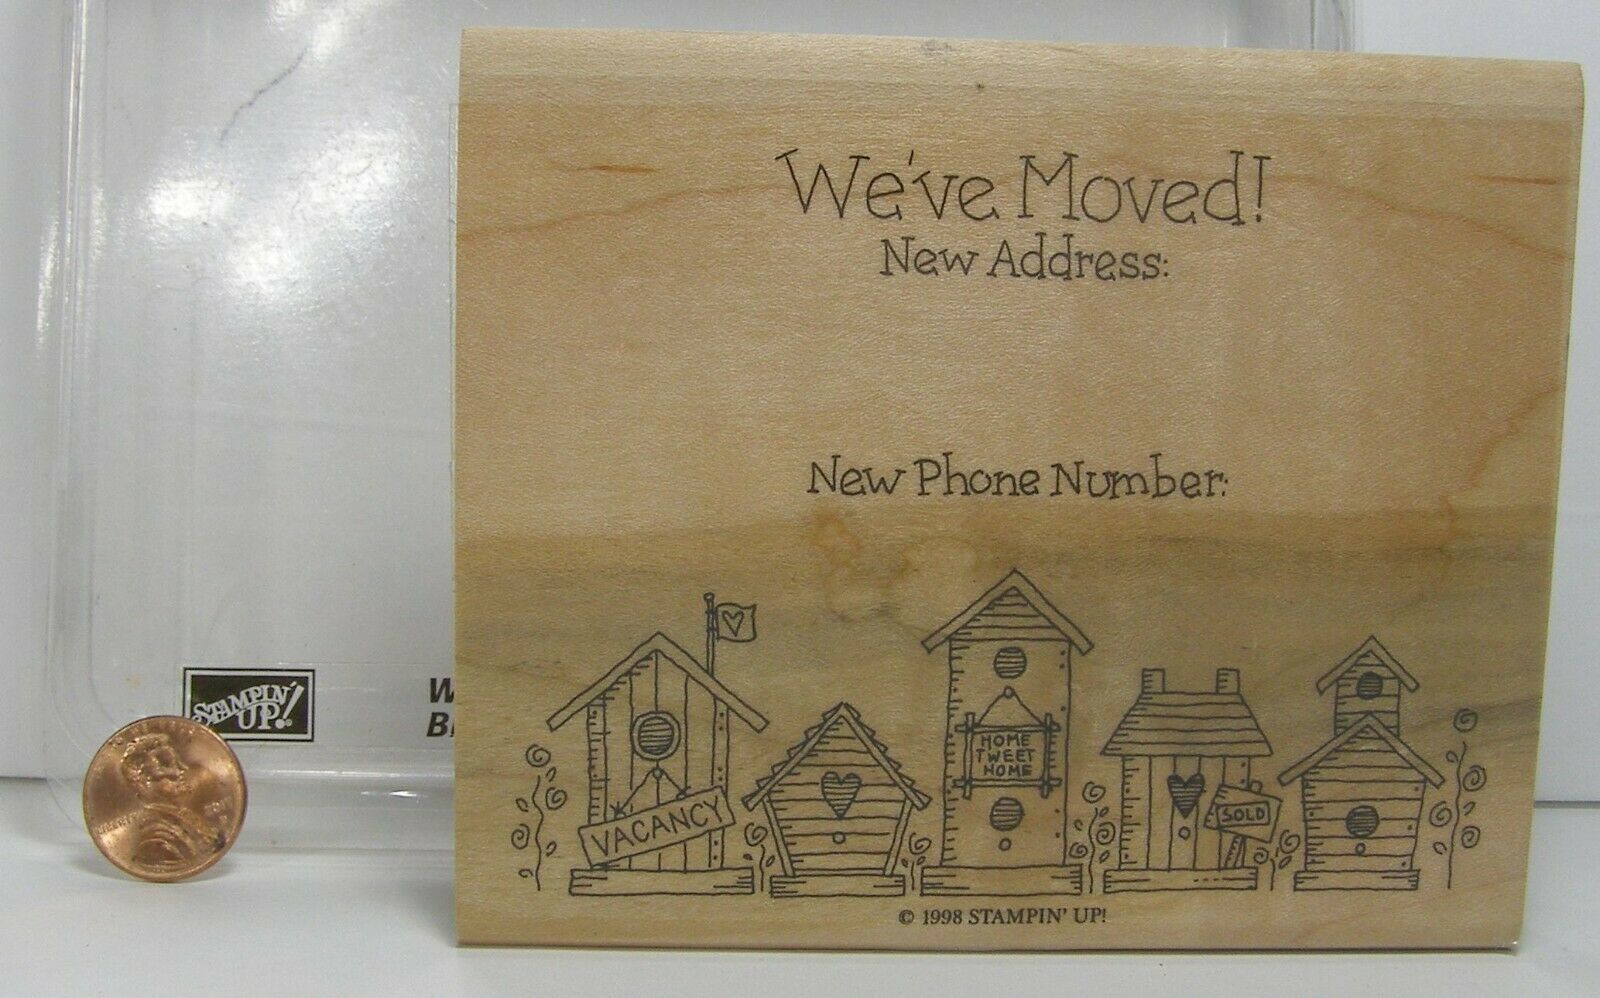 We've Moved!
New Address:
New Phone Number:
HOME
TWEET
HOME
VACANCY
SOLD
© 1998 STAMPIN' UP!
STAMPIN'
UP!®